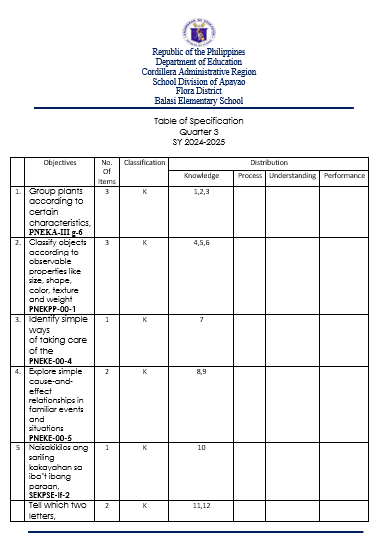 Republic of the Philippines
Department of Education
Cordillera Administrative Region
School Division of Apayao
Flora District
Balasi Elementary School
Table of Specification
Quarter 3
SY 2024-2025
Objectives No. Of Items Classification Distribution
Knowledge Process Understanding Performance
1. Group plants 3 K 1,2,3
according to
certain
characteristics,
PNEKA-III g-6
2. Classify objects 3 K 4,5,6
according to
observable
properties like
size, shape,
color, texture
and weight
PNEKPP-00-1
3. Identify simple 1 K 7
ways
of taking care
of the
PNEKE-00-4
4. Explore simple 2 K 8,9
cause-and-
effect
relationships in
familiar events
and
situations
PNEKE-00-5
5 Naisakikilos ang 1 K 10
sariling
kakayahan sa
iba't ibang
paraan,
SEKPSE-If-2
Tell which two 2 K 11,12
letters,